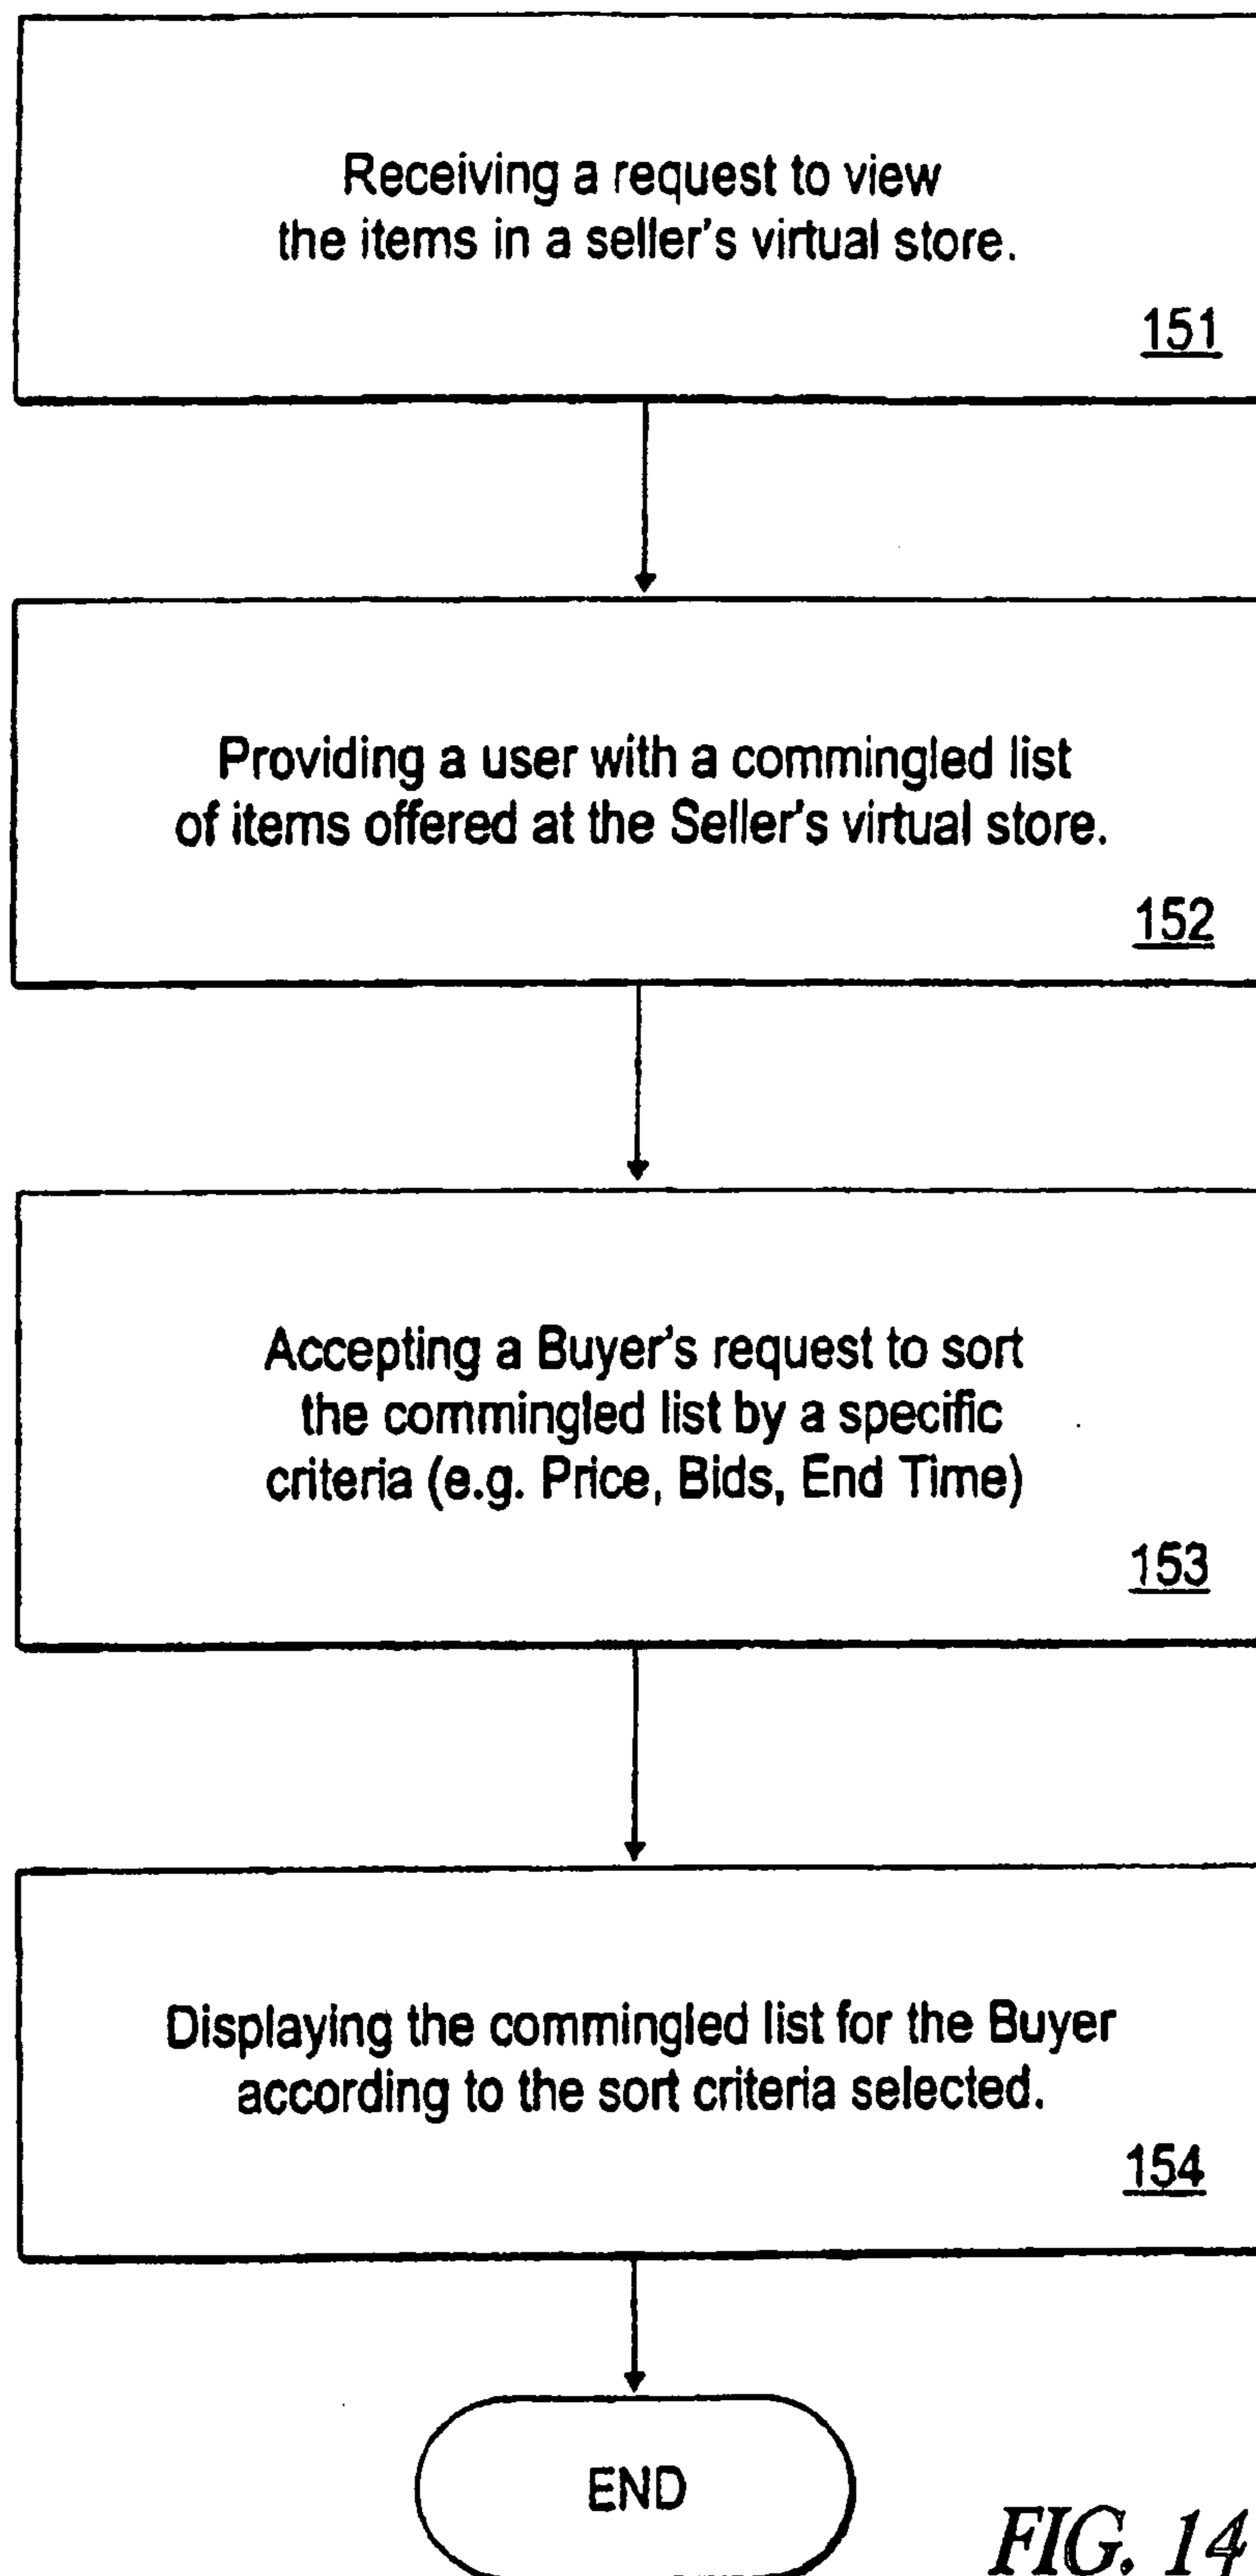 Receiving a request to view
the items in a seller's virtual store.
151
Providing a user with a commingled list
of items offered at the Seller's virtual store.
152
Accepting a Buyer's request to sort
the commingled list by a specific
criteria (e.g. Price, Bids, End Time)
153
Displaying the commingled list for the Buyer
according to the sort criteria selected.
154
END
FIG. 14